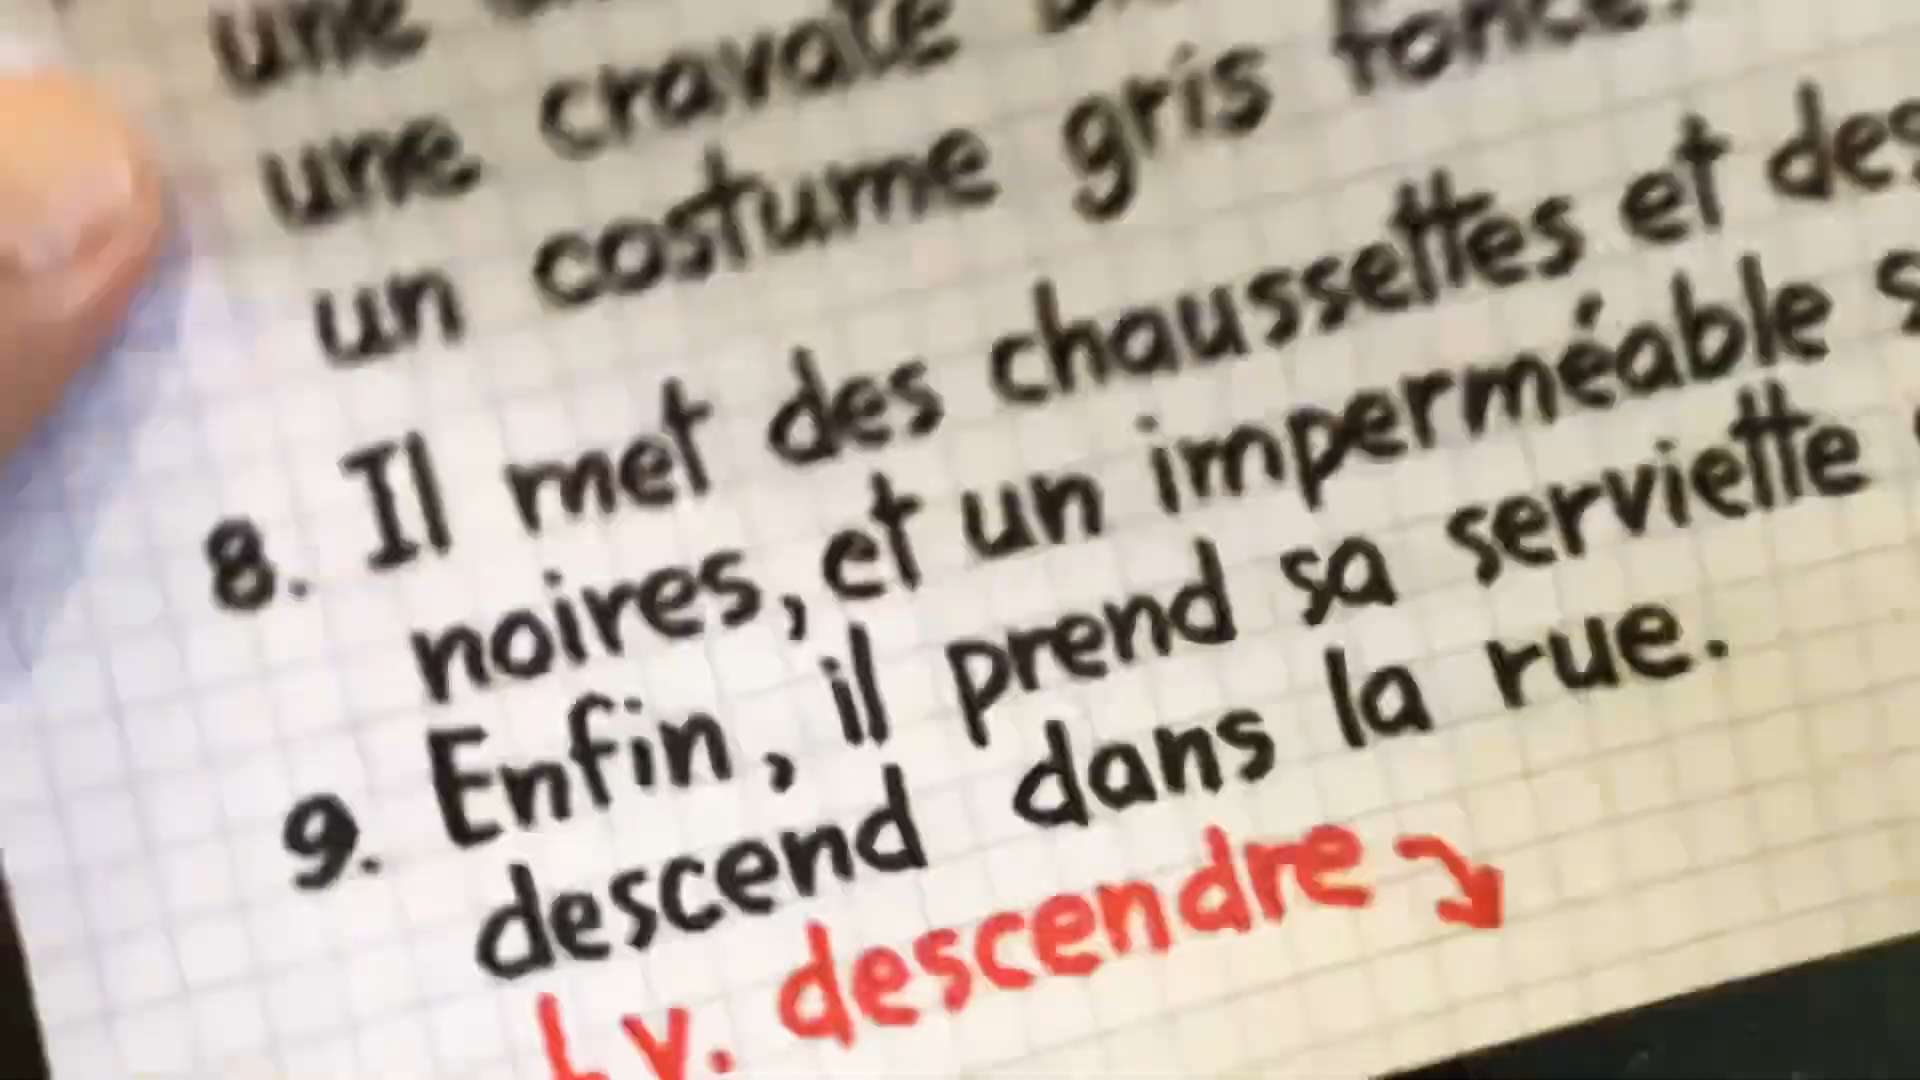 une
une cravate
un costume gris foncé.
8. Il met des chaussettes et des
noires, et un imperméable
9. Enfin, il prend sa serviette
descend dans la rue.
v. descendre ↘